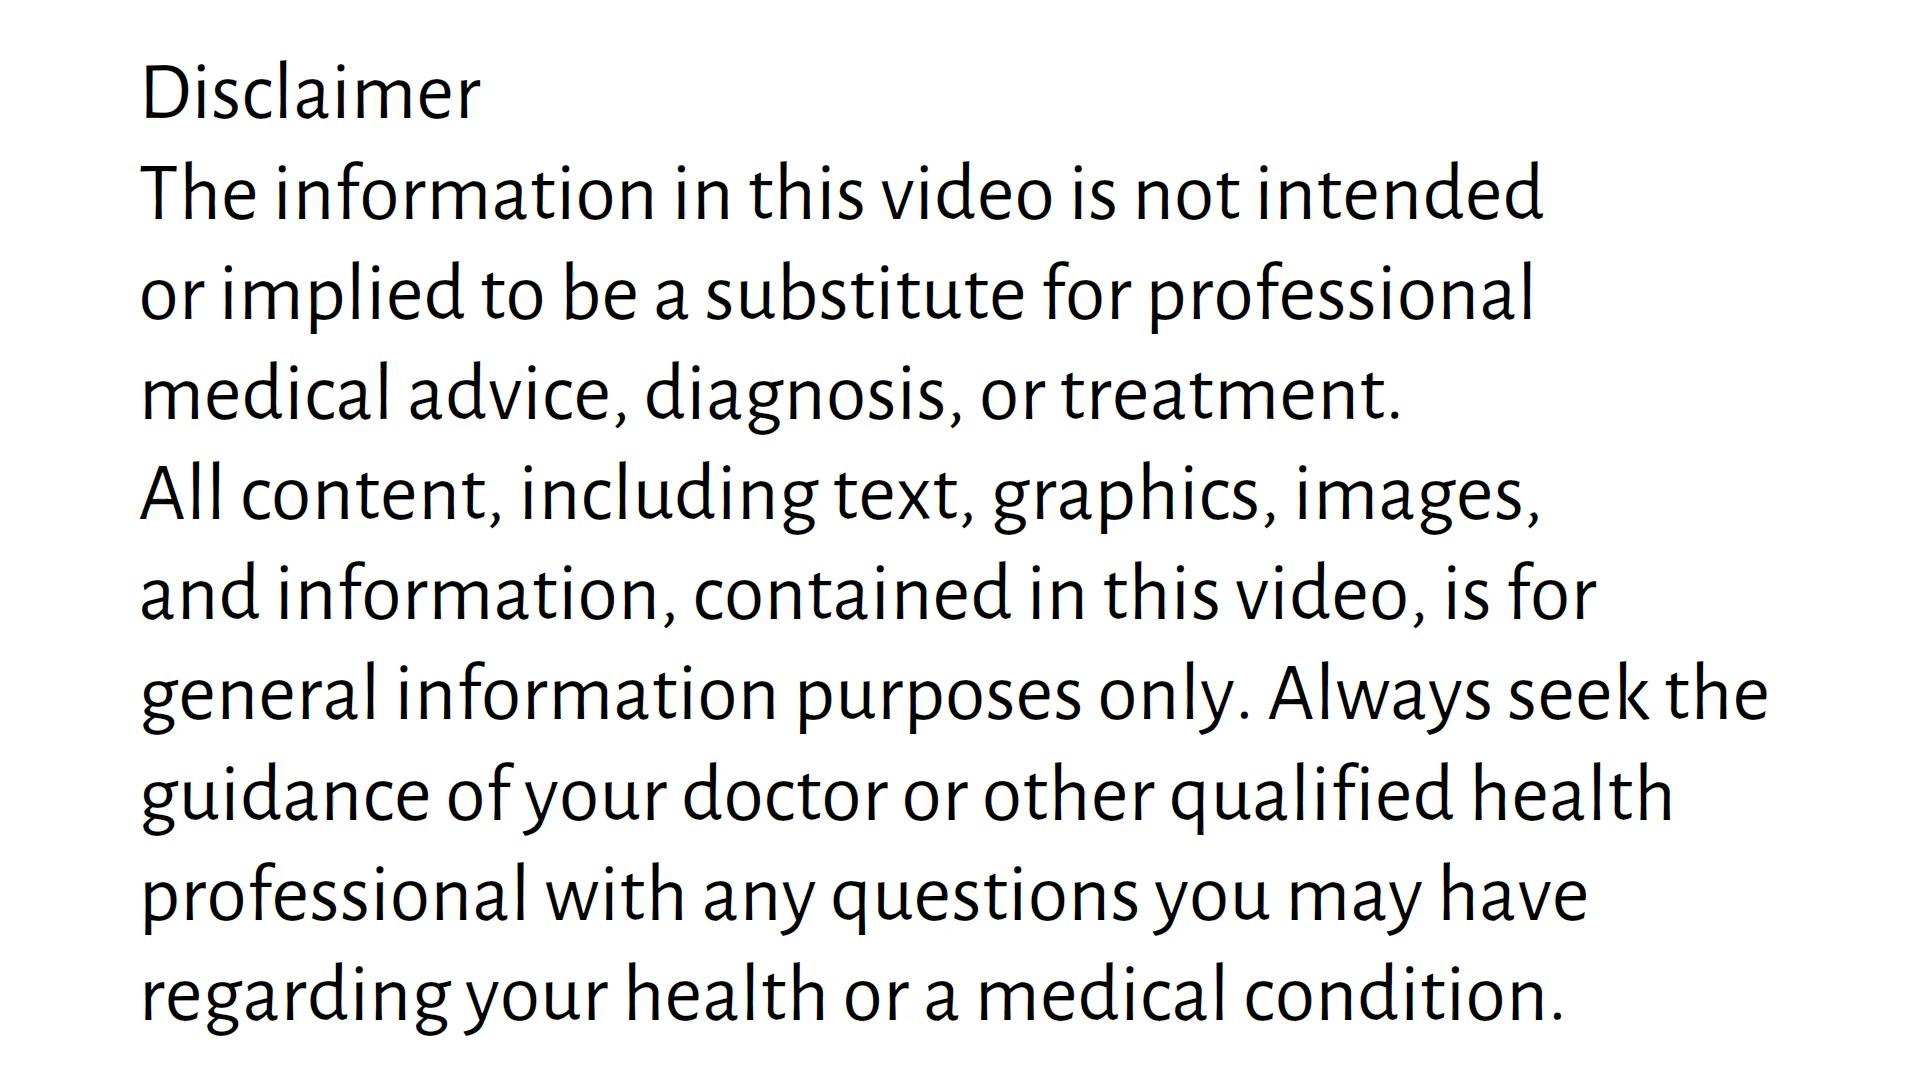 Disclaimer
The information in this video is not intended
or implied to be a substitute for professional
medical advice, diagnosis, or treatment.
All content, including text, graphics, images,
and information, contained in this video, is for
general information purposes only. Always seek the
guidance of your doctor or other qualified health
professional with any questions you may have
regarding your health or a medical condition.